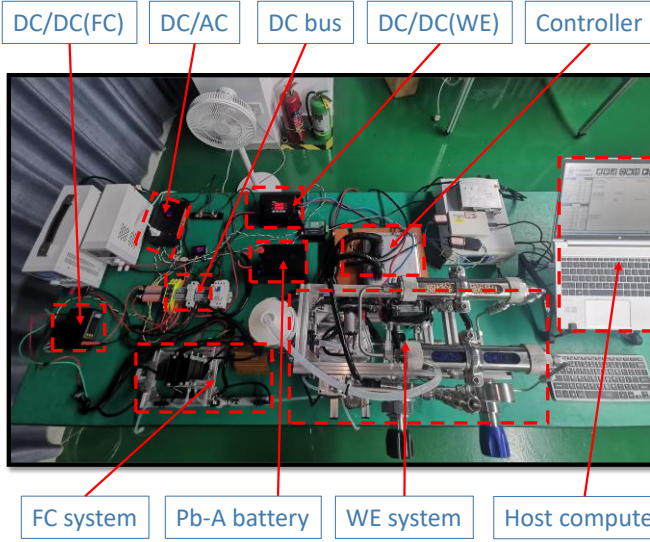 DC/DC(FC) DC/AC DC bus DC/DC(WE) Controller
FC system Pb-A battery WE system Host compute